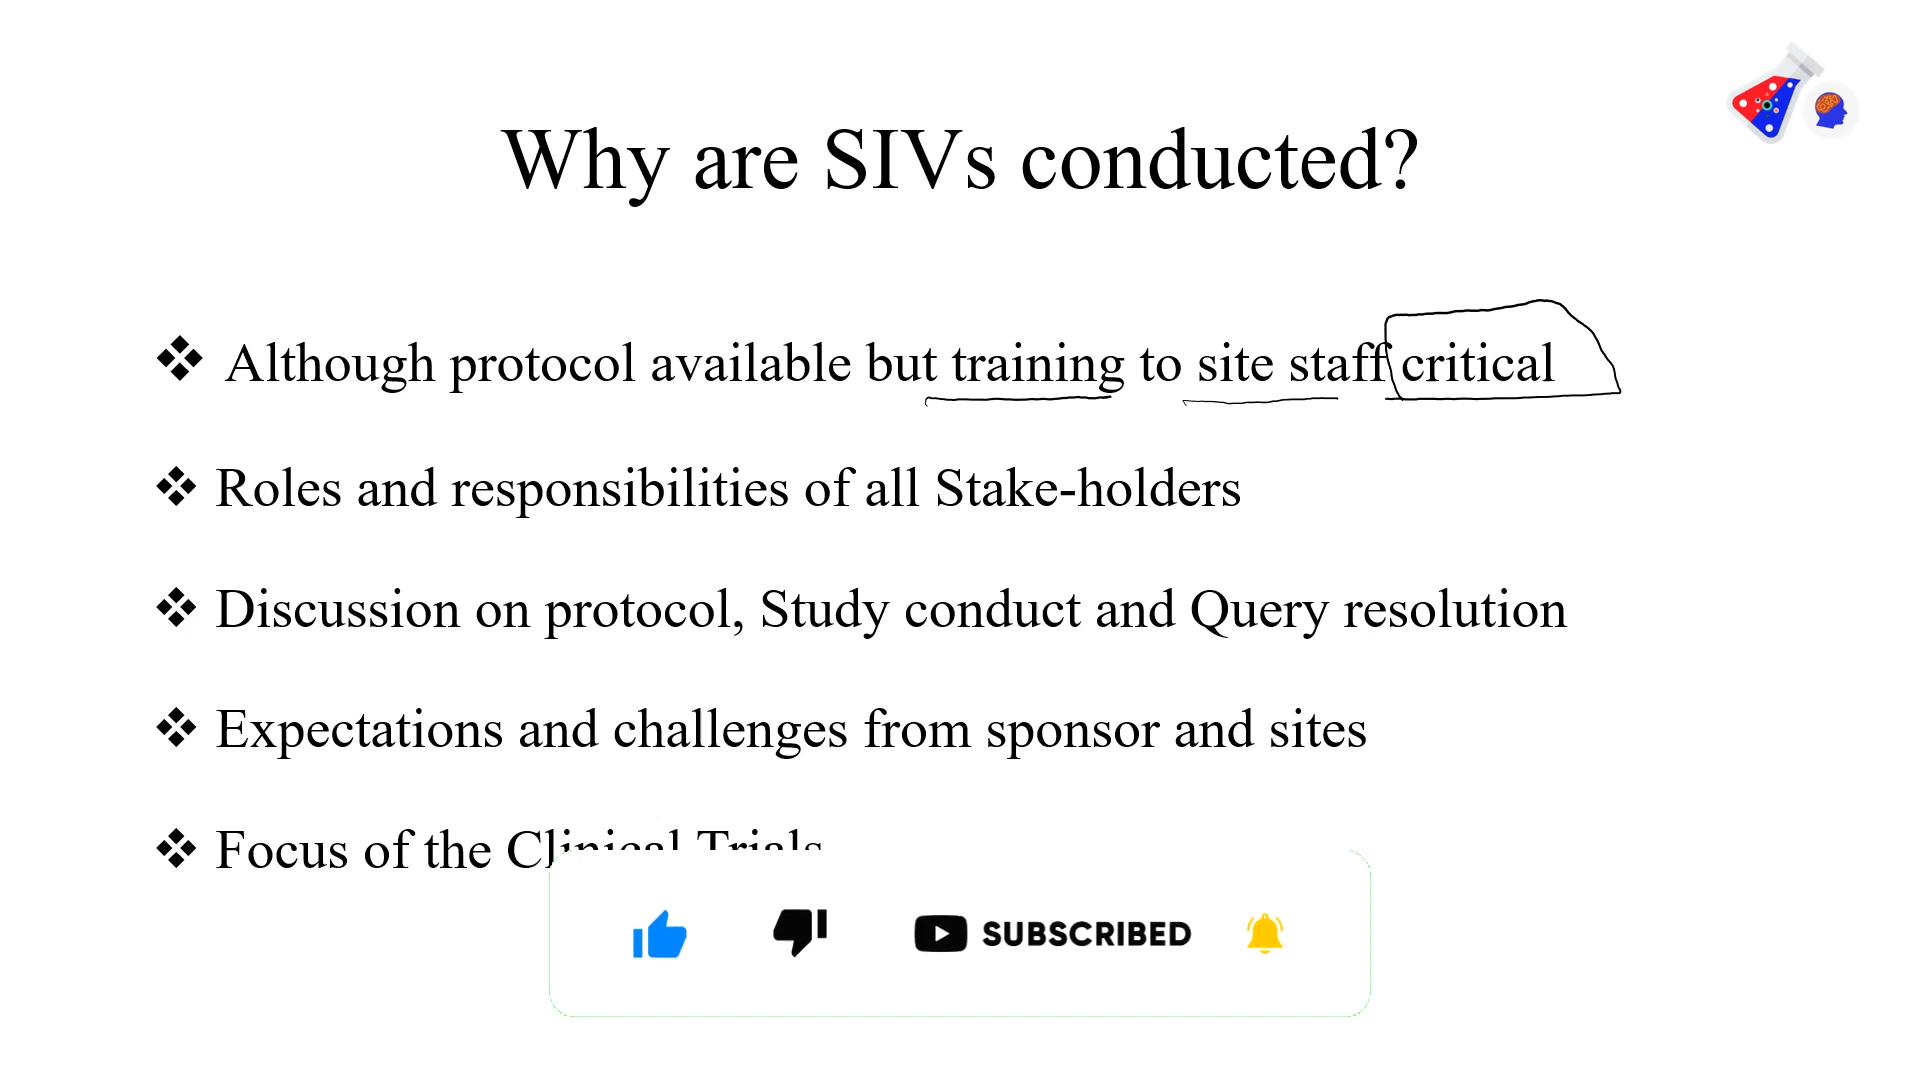 Why are SIVs conducted?
❖ Although protocol available but training to site staff critical
❖ Roles and responsibilities of all Stake-holders
❖ Discussion on protocol, Study conduct and Query resolution
❖ Expectations and challenges from sponsor and sites
❖ Focus of the Clinical Trials
SUBSCRIBED